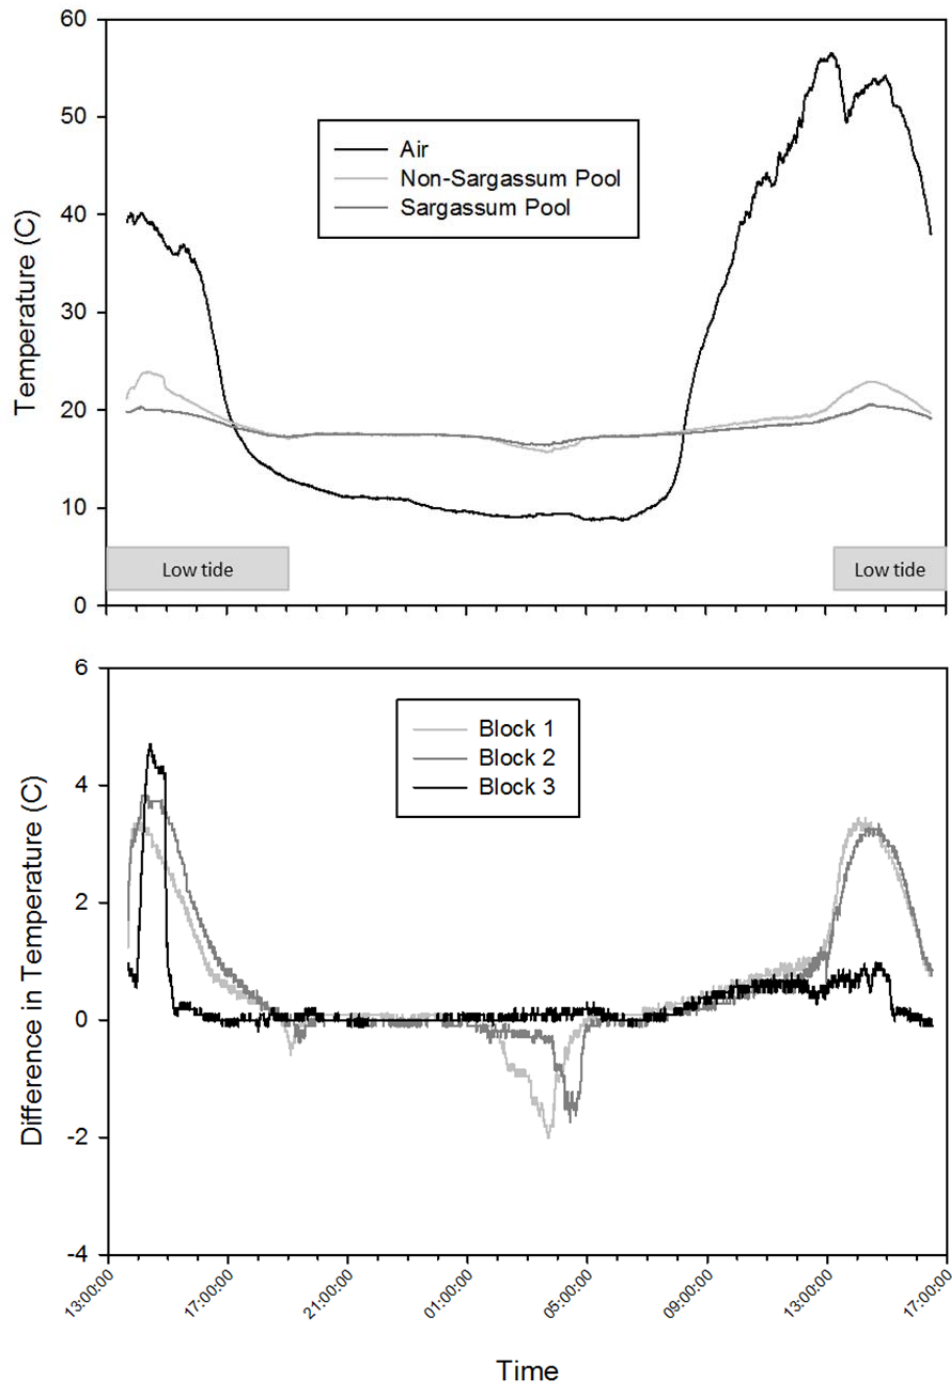 60
50
40
30
20
10
0
Temperature (C)
Air
Non-Sargassum Pool
Sargassum Pool
Low tide
Low tide
6
4
2
0
-2
-4
Difference in Temperature (C)
Block 1
Block 2
Block 3
13:00:00
17:00:00
21:00:00
01:00:00
05:00:00
09:00:00
13:00:00
17:00:00
Time